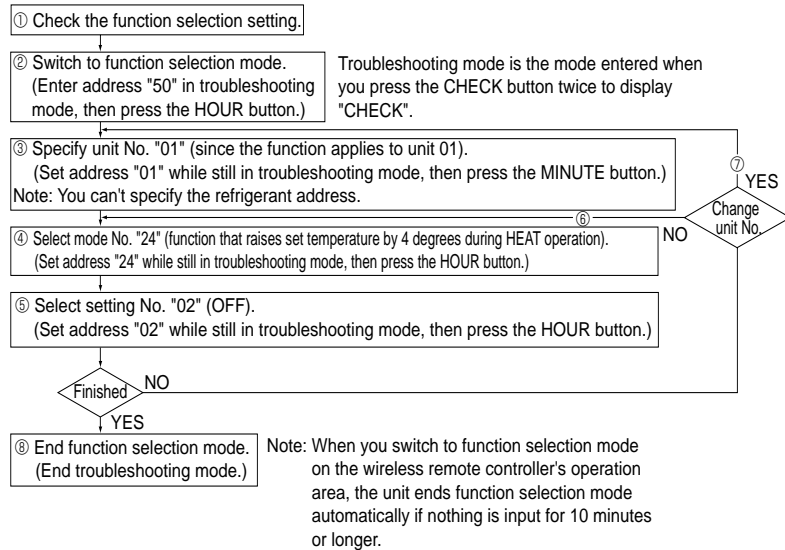 ① Check the function selection setting.
② Switch to function selection mode.
(Enter address "50" in troubleshooting
mode, then press the HOUR button.)
Troubleshooting mode is the mode entered when
you press the CHECK button twice to display
"CHECK".
③ Specify unit No. "01" (since the function applies to unit 01).
(Set address "01" while still in troubleshooting mode, then press the MINUTE button.)
Note: You can't specify the refrigerant address.
⑦
YES
Change
unit No.
⑥
NO
④ Select mode No. "24" (function that raises set temperature by 4 degrees during HEAT operation).
(Set address "24" while still in troubleshooting mode, then press the HOUR button.)
⑤ Select setting No. "02" (OFF).
(Set address "02" while still in troubleshooting mode, then press the HOUR button.)
Finished
NO
YES
⑧ End function selection mode.
(End troubleshooting mode.)
Note: When you switch to function selection mode
on the wireless remote controller's operation
area, the unit ends function selection mode
automatically if nothing is input for 10 minutes
or longer.